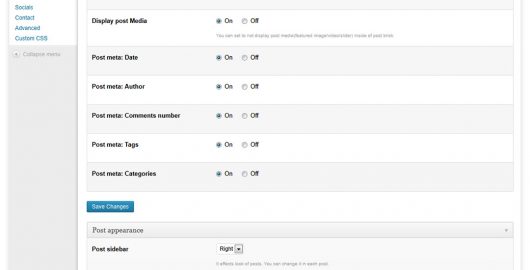 Socials
Contact
Advanced
Custom CSS
Collapse menu
Display post Media On Off
You can set to not display post media(featured image/video/slider) inside of post brick.
Post meta: Date On Off
Post meta: Author On Off
Post meta: Comments number On Off
Post meta: Tags On Off
Post meta: Categories On Off
Save Changes
Post appearance
Post sidebar Right
It affects look of posts. You can change it in each post.